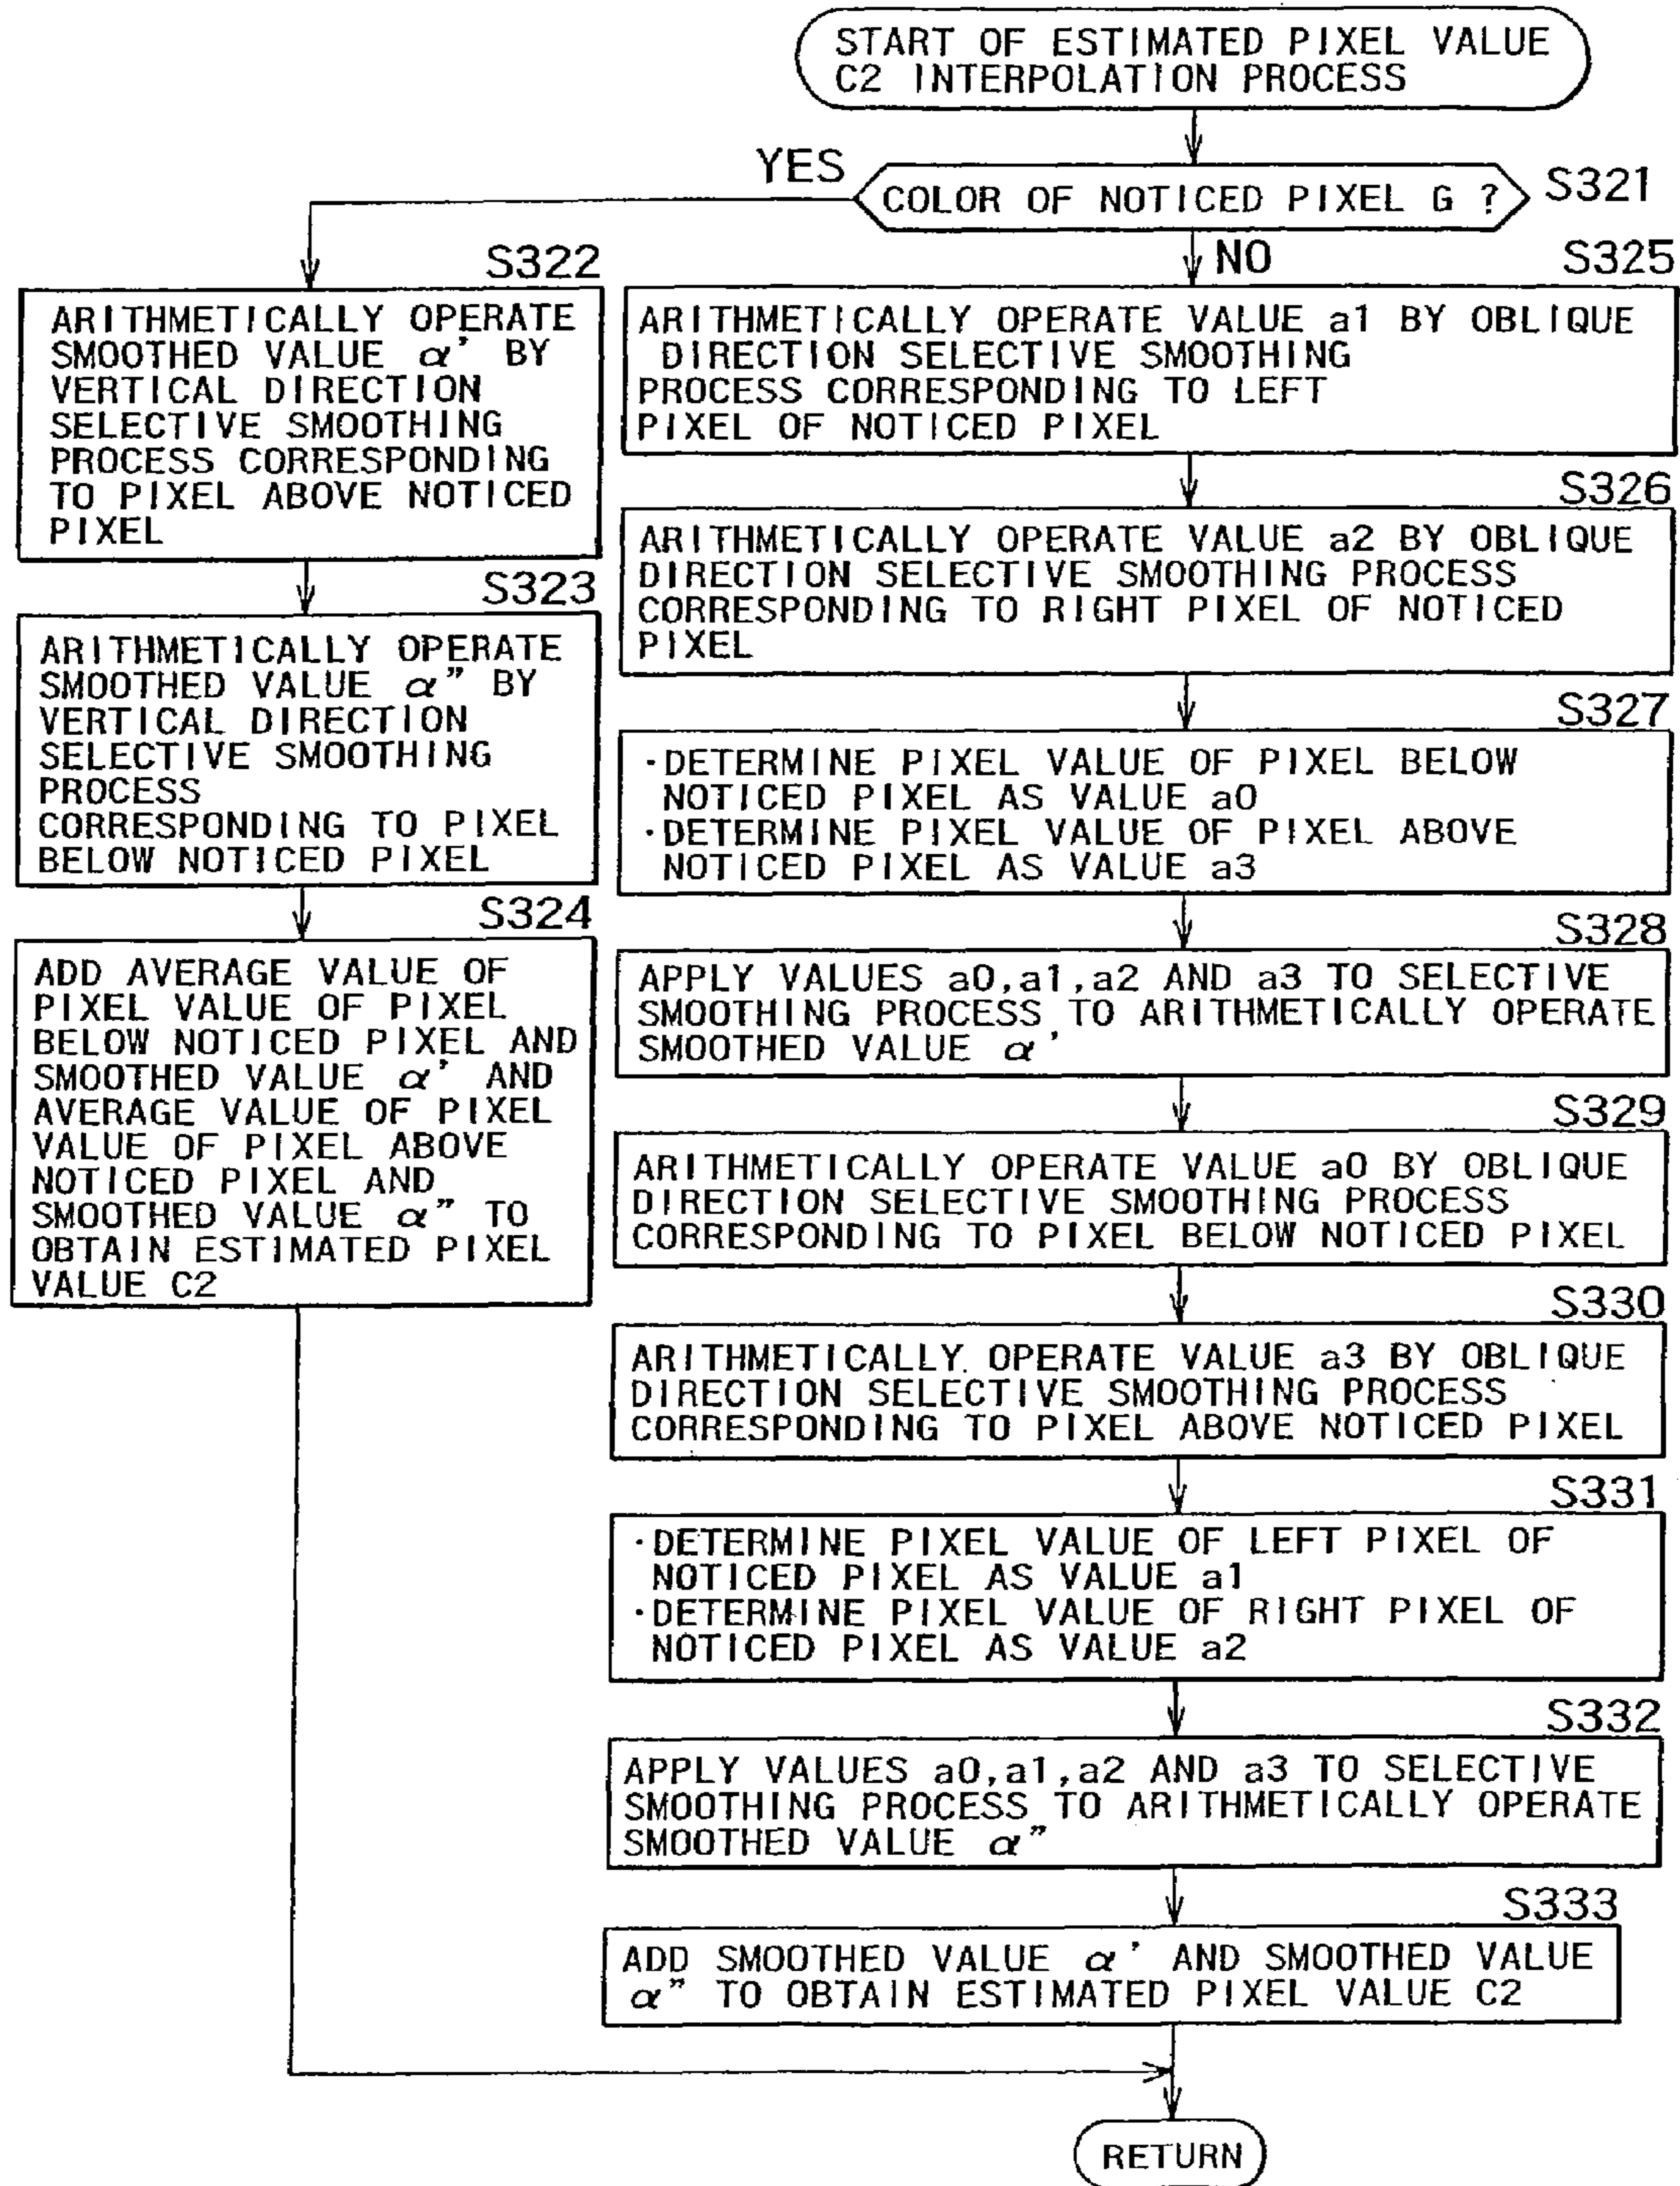 START OF ESTIMATED PIXEL VALUE
C2 INTERPOLATION PROCESS
YES
COLOR OF NOTICED PIXEL G ?
S321
NO
S322
ARITHMETICALLY OPERATE
SMOOTHED VALUE α' BY
VERTICAL DIRECTION
SELECTIVE SMOOTHING
PROCESS CORRESPONDING
TO PIXEL ABOVE NOTICED
PIXEL
S323
ARITHMETICALLY OPERATE
SMOOTHED VALUE α" BY
VERTICAL DIRECTION
SELECTIVE SMOOTHING
PROCESS
CORRESPONDING TO PIXEL
BELOW NOTICED PIXEL
S324
ADD AVERAGE VALUE OF
PIXEL VALUE OF PIXEL
BELOW NOTICED PIXEL AND
SMOOTHED VALUE α' AND
AVERAGE VALUE OF PIXEL
VALUE OF PIXEL ABOVE
NOTICED PIXEL AND
SMOOTHED VALUE α" TO
OBTAIN ESTIMATED PIXEL
VALUE C2
S325
ARITHMETICALLY OPERATE VALUE a1 BY OBLIQUE
DIRECTION SELECTIVE SMOOTHING
PROCESS CORRESPONDING TO LEFT
PIXEL OF NOTICED PIXEL
S326
ARITHMETICALLY OPERATE VALUE a2 BY OBLIQUE
DIRECTION SELECTIVE SMOOTHING PROCESS
CORRESPONDING TO RIGHT PIXEL OF NOTICED
PIXEL
S327
·DETERMINE PIXEL VALUE OF PIXEL BELOW
NOTICED PIXEL AS VALUE a0
·DETERMINE PIXEL VALUE OF PIXEL ABOVE
NOTICED PIXEL AS VALUE a3
S328
APPLY VALUES a0,a1,a2 AND a3 TO SELECTIVE
SMOOTHING PROCESS TO ARITHMETICALLY OPERATE
SMOOTHED VALUE α'
S329
ARITHMETICALLY OPERATE VALUE a0 BY OBLIQUE
DIRECTION SELECTIVE SMOOTHING PROCESS
CORRESPONDING TO PIXEL BELOW NOTICED PIXEL
S330
ARITHMETICALLY OPERATE VALUE a3 BY OBLIQUE
DIRECTION SELECTIVE SMOOTHING PROCESS
CORRESPONDING TO PIXEL ABOVE NOTICED PIXEL
S331
·DETERMINE PIXEL VALUE OF LEFT PIXEL OF
NOTICED PIXEL AS VALUE a1
·DETERMINE PIXEL VALUE OF RIGHT PIXEL OF
NOTICED PIXEL AS VALUE a2
S332
APPLY VALUES a0,a1,a2 AND a3 TO SELECTIVE
SMOOTHING PROCESS TO ARITHMETICALLY OPERATE
SMOOTHED VALUE α"
S333
ADD SMOOTHED VALUE α' AND SMOOTHED VALUE
α" TO OBTAIN ESTIMATED PIXEL VALUE C2
RETURN